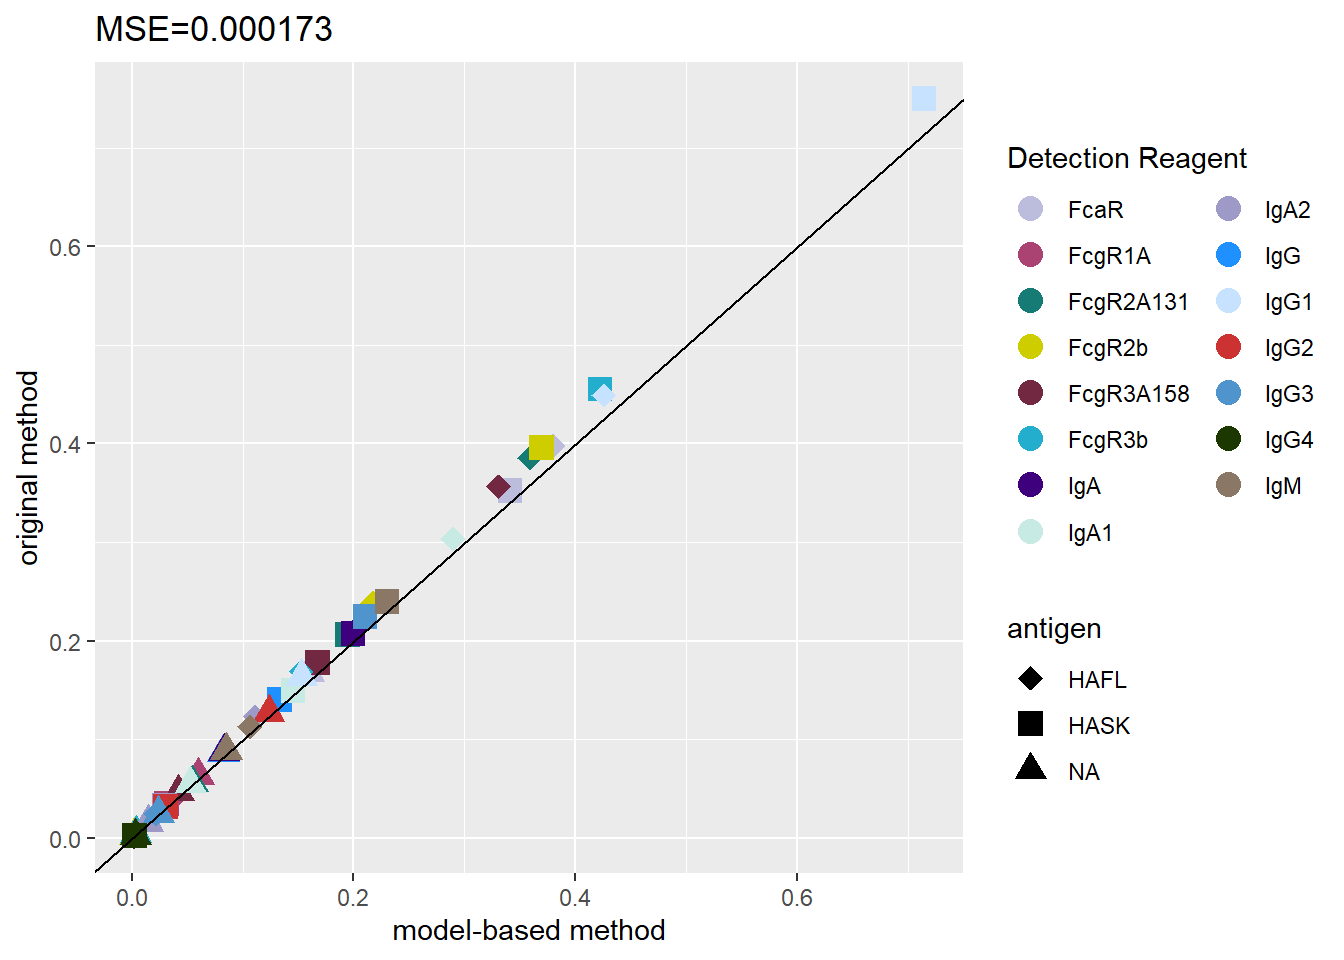 MSE=0.000173
original method
0.6
0.4
0.2
0.0
0.0
0.2
0.4
0.6
model-based method
Detection Reagent
FcaR
FcgR1A
FcgR2A131
FcgR2b
FcgR3A158
FcgR3b
IgA
IgA1
IgA2
IgG
IgG1
IgG2
IgG3
IgG4
IgM
antigen
HAFL
HASK
NA